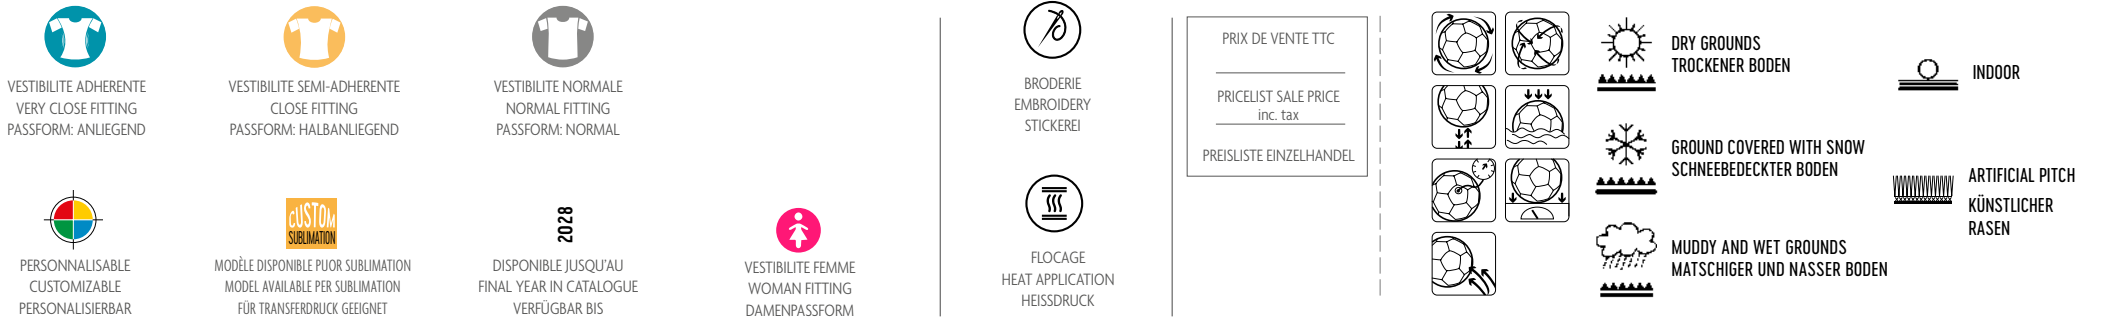 VESTIBILITE ADHERENTE
VERY CLOSE FITTING
PASSFORM: ANLIEGEND
VESTIBILITE SEMI-ADHERENTE
CLOSE FITTING
PASSFORM: HALBANLIEGEND
VESTIBILITE NORMALE
NORMAL FITTING
PASSFORM: NORMAL
PERSONNALISABLE
CUSTOMIZABLE
PERSONALISIERBAR
CUSTOM
SUBLIMATION
MODÈLE DISPONIBLE PUOR SUBLIMATION
MODEL AVAILABLE PER SUBLIMATION
FÜR TRANSFERDRUCK GEEIGNET
2028
DISPONIBLE JUSQU'AU
FINAL YEAR IN CATALOGUE
VERFÜGBAR BIS
VESTIBILITE FEMME
WOMAN FITTING
DAMENPASSFORM
BRODERIE
EMBROIDERY
STICKEREI
FLOCAGE
HEAT APPLICATION
HEISSDRUCK
PRIX DE VENTE TTC
PRICELIST SALE PRICE
inc. tax
PREISLISTE EINZELHANDEL
DRY GROUNDS
TROCKENER BODEN
GROUND COVERED WITH SNOW
SCHNEEBEDECKTER BODEN
MUDDY AND WET GROUNDS
MATSCHIGER UND NASSER BODEN
INDOOR
ARTIFICIAL PITCH
KÜNSTLICHER
RASEN